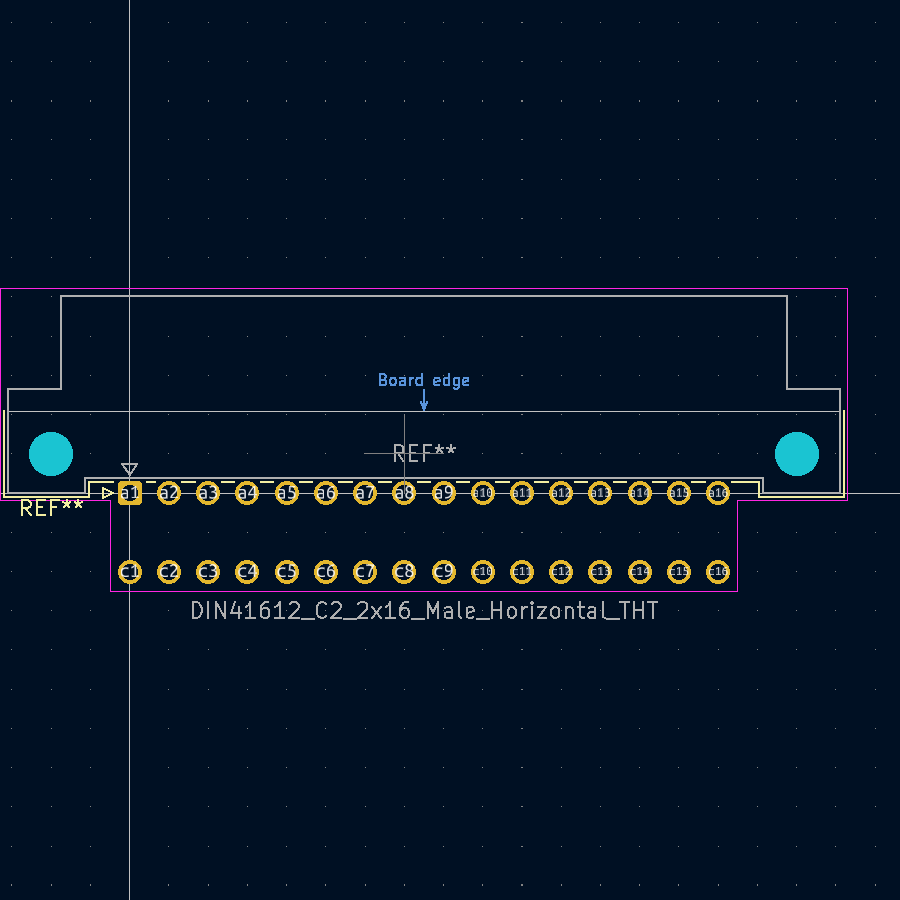 Board edge
REF**
a1 a2 a3 a4 a5 a6 a7 a8 a9 a10 a11 a12 a13 a14 a15 a16
REF**
c1 c2 c3 c4 c5 c6 c7 c8 c9 c10 c11 c12 c13 c14 c15 c16
DIN41612_C2_2x16_Male_Horizontal_THT